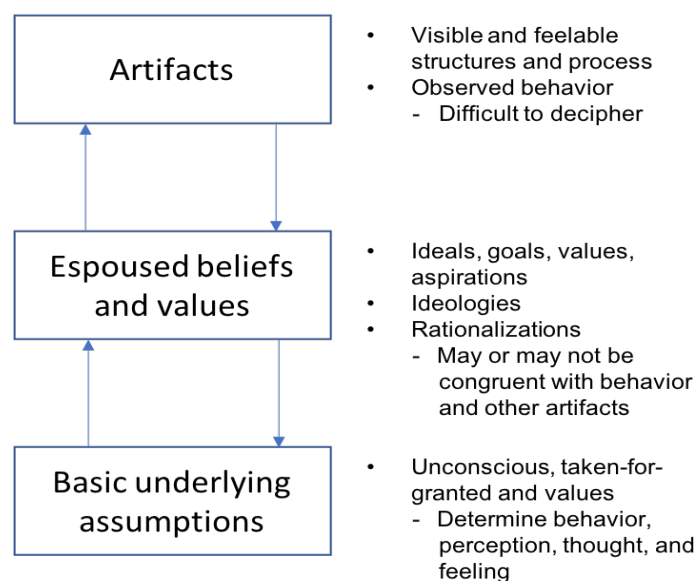 Artifacts
• Visible and feelable
structures and process
• Observed behavior
- Difficult to decipher
Espoused beliefs
and values
• Ideals, goals, values,
aspirations
• Ideologies
• Rationalizations
- May or may not be
congruent with behavior
and other artifacts
Basic underlying
assumptions
• Unconscious, taken-for-
granted and values
- Determine behavior,
perception, thought, and
feeling